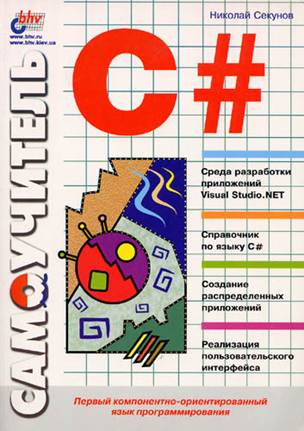 bhv
www.bhv.ru
www.bhv.kiev.ua
Николай Секунов
C#
САМОУЧИТЕЛЬ
Среда разработки
приложений
Visual Studio.NET
Справочник
по языку C#
Создание
распределенных
приложений
Реализация
пользовательского
интерфейса
Первый компонентно-ориентированный
язык программирования